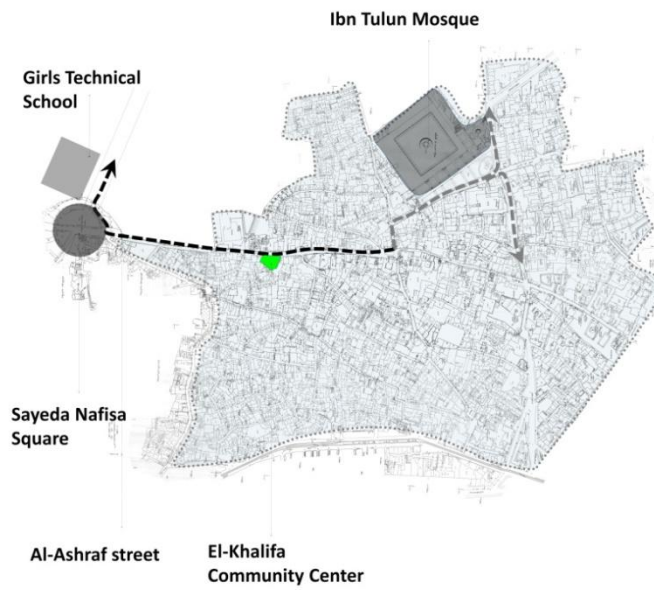 Ibn Tulun Mosque
Girls Technical
School
Sayeda Nafisa
Square
Al-Ashraf street
El-Khalifa
Community Center